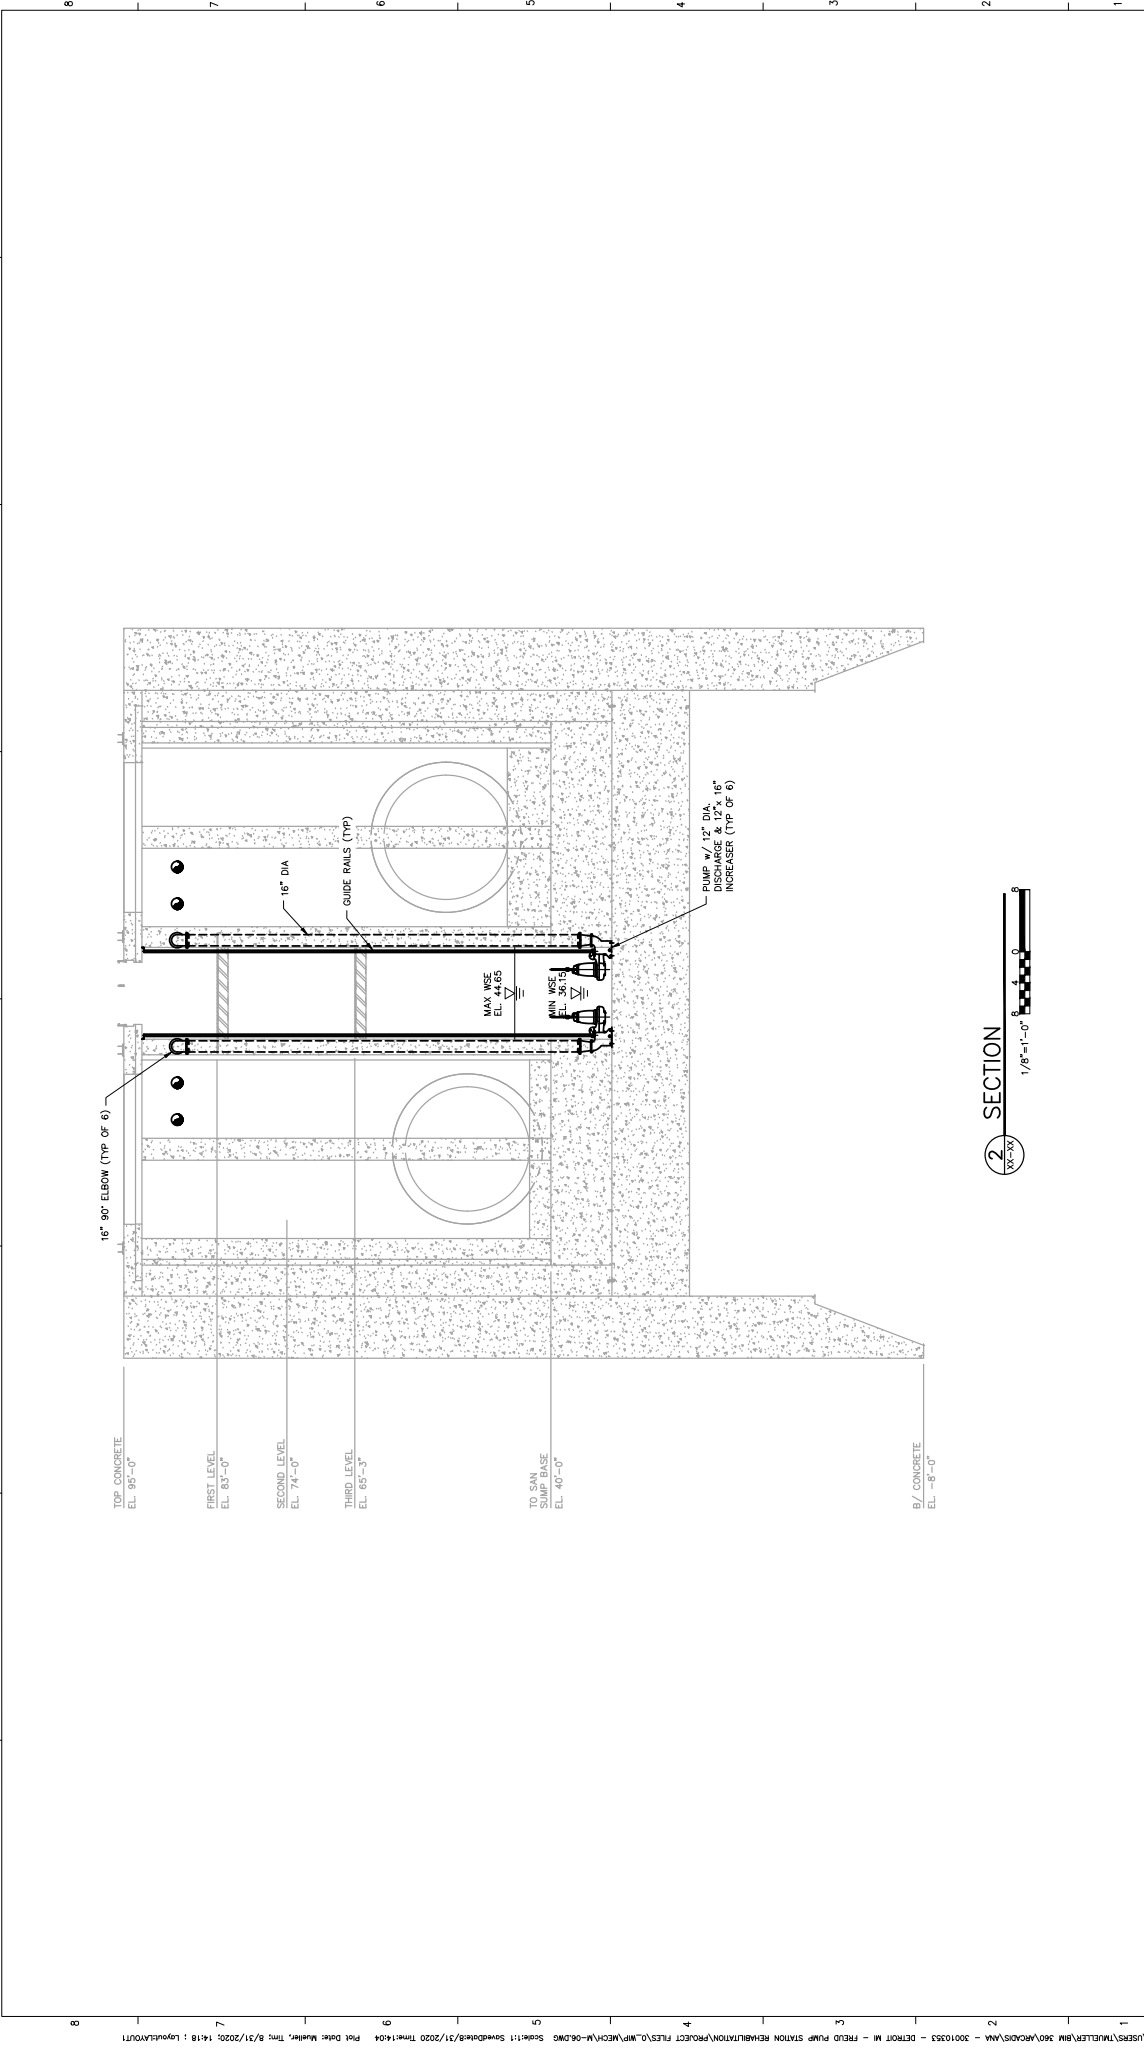 16" 90° ELBOW (TYP OF 6)
16" DIA
GUIDE RAILS (TYP)
MAX WSE
EL. 44.65
MIN WSE
EL. 36.15
PUMP w/ 12" DIA.
DISCHARGE & 12"x 16"
INCREASER (TYP OF 6)
TOP CONCRETE
EL. 95'-0"
FIRST LEVEL
EL. 83'-0"
SECOND LEVEL
EL. 74'-0"
THIRD LEVEL
EL. 65'-3"
TO SAN
SUMP BASE
EL. 40'-0"
B/ CONCRETE
EL. -8'-0"
2
XX-XX
SECTION
1/8"=1'-0"
8 4 0 8
8 7 6 5 4 3 2 1
8 7 6 5 4 3 2 1
\USERS\TMUELLER\BIM 360\ARCADIS\ANA - 30010353 - DETROIT MI - FREUD PUMP STATION REHABILITATION\PROJECT FILES\0_WIP\MECH\M-06.DWG Scale:1:1 SavedDate:8/31/2020 Time:14:04 Plot Date: Mueller, Tim; 8/31/2020; 14:18 ; Layout:LAYOUT1